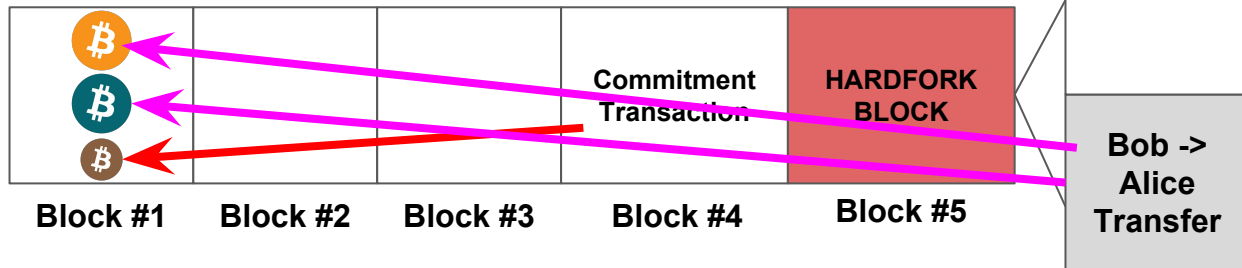 Commitment
Transaction
HARDFORK
BLOCK
Bob ->
Alice
Transfer
Block #1
Block #2
Block #3
Block #4
Block #5